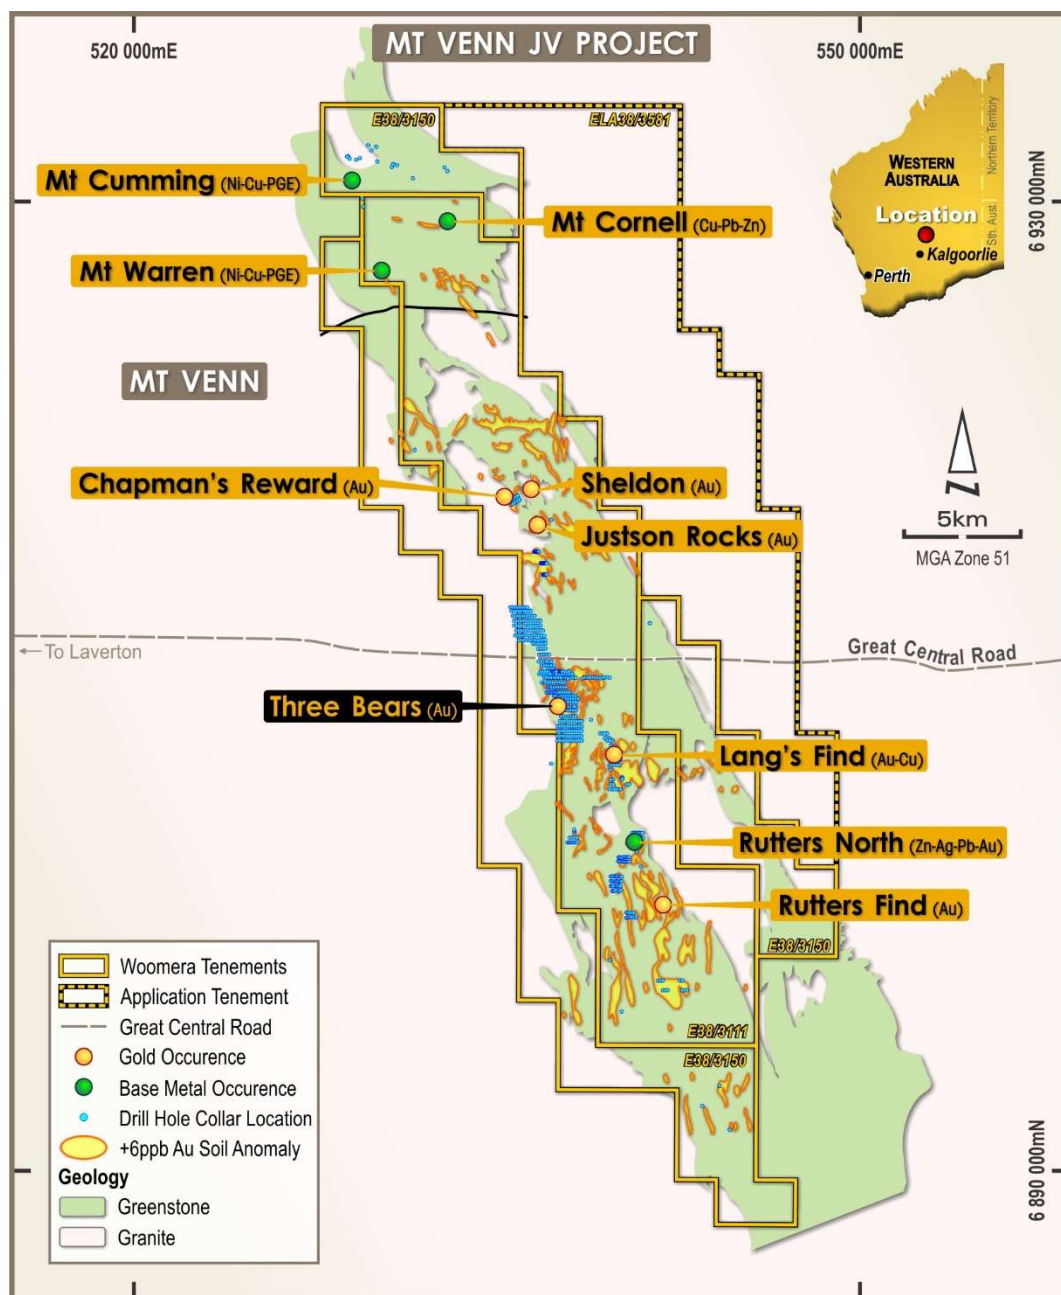 MT VENN JV PROJECT
520 000mE
550 000mE
E38/3150
ELA38/3581
Northern Territory
Sth. Aust.
WESTERN
AUSTRALIA
Location
Kalgoorlie
Perth
6 930 000mN
Mt Cumming (Ni-Cu-PGE)
Mt Cornell (Cu-Pb-Zn)
Mt Warren (Ni-Cu-PGE)
MT VENN
Chapman's Reward (Au)
Sheldon (Au)
Justson Rocks (Au)
N
5km
MGA Zone 51
To Laverton
Great Central Road
Three Bears (Au)
Lang's Find (Au-Cu)
Rutters North (Zn-Ag-Pb-Au)
Rutters Find (Au)
E38/3150
E38/3111
E38/3150
6 890 000mN
Woomera Tenements
Application Tenement
Great Central Road
Gold Occurence
Base Metal Occurence
Drill Hole Collar Location
+6ppb Au Soil Anomaly
Geology
Greenstone
Granite